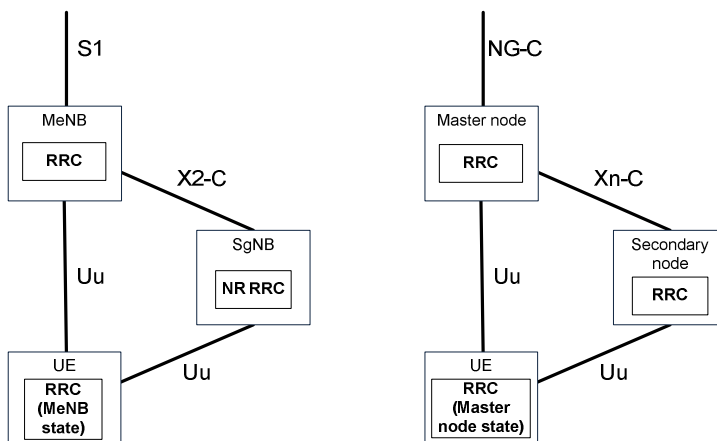 S1
MeNB
RRC
X2-C
SgNB
NR RRC
Uu
Uu
UE
RRC
(MeNB
state)
NG-C
Master node
RRC
Xn-C
Secondary
node
RRC
Uu
Uu
UE
RRC
(Master
node state)